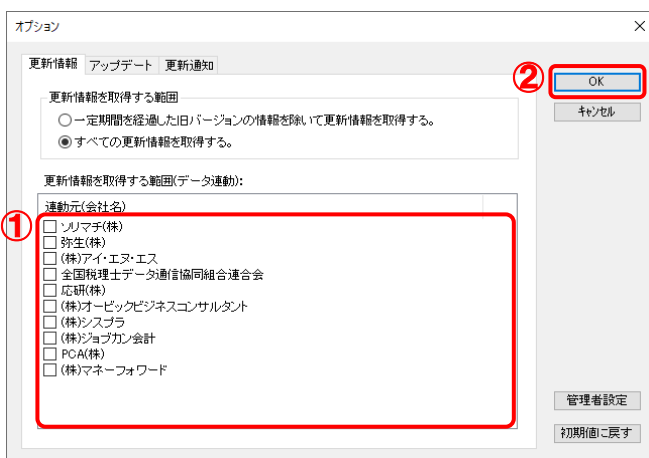 オプション
更新情報 アップデート 更新通知
② OK
キャンセル
更新情報を取得する範囲
一定期間を経過した旧バージョンの情報を除いて更新情報を取得する。
すべての更新情報を取得する。
更新情報を取得する範囲(データ連動):
連動元(会社名)
①
ソリマチ(株)
弥生(株)
(株)アイ・エヌ・エス
全国税理士データ通信協同組合連合会
応研(株)
(株)オービックビジネスコンサルタント
(株)シスプラ
(株)ジョブカン会計
PCA(株)
(株)マネーフォワード
管理者設定
初期値に戻す